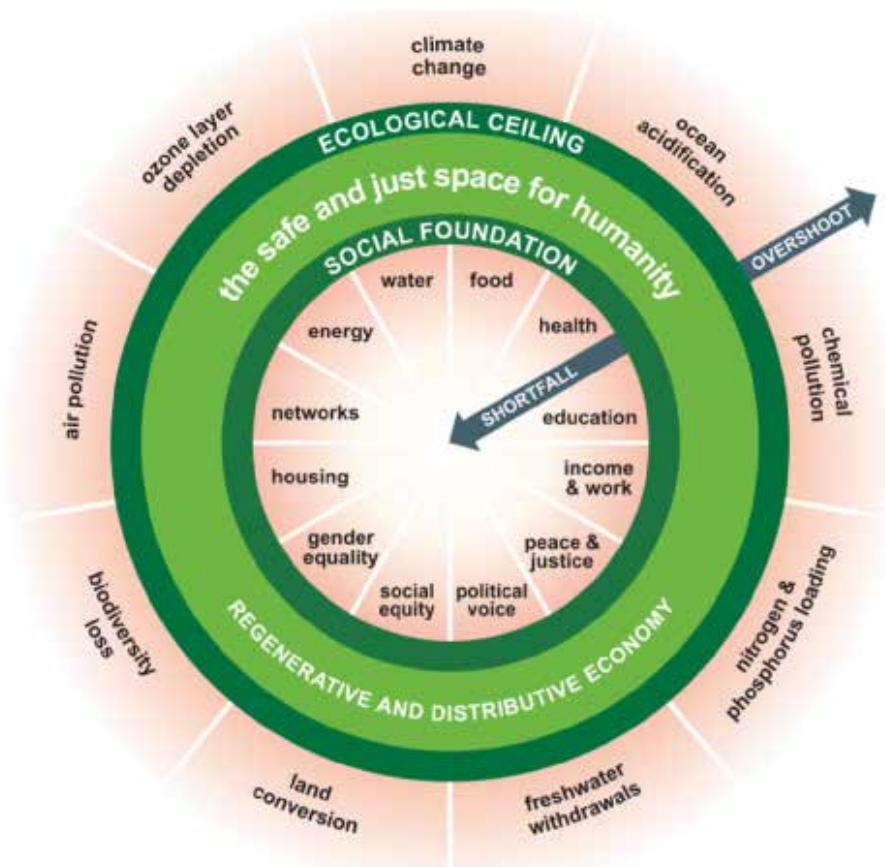 climate
change
ocean
acidification
chemical
pollution
nitrogen &
phosphorus loading
freshwater
withdrawals
land
conversion
biodiversity
loss
air pollution
ozone layer
depletion
ECOLOGICAL CEILING
the safe and just space for humanity
SOCIAL FOUNDATION
OVERSHOOT
water
food
health
SHORTFALL
education
income
& work
peace &
justice
political
voice
social
equity
gender
equality
housing
networks
energy
REGENERATIVE AND DISTRIBUTIVE ECONOMY